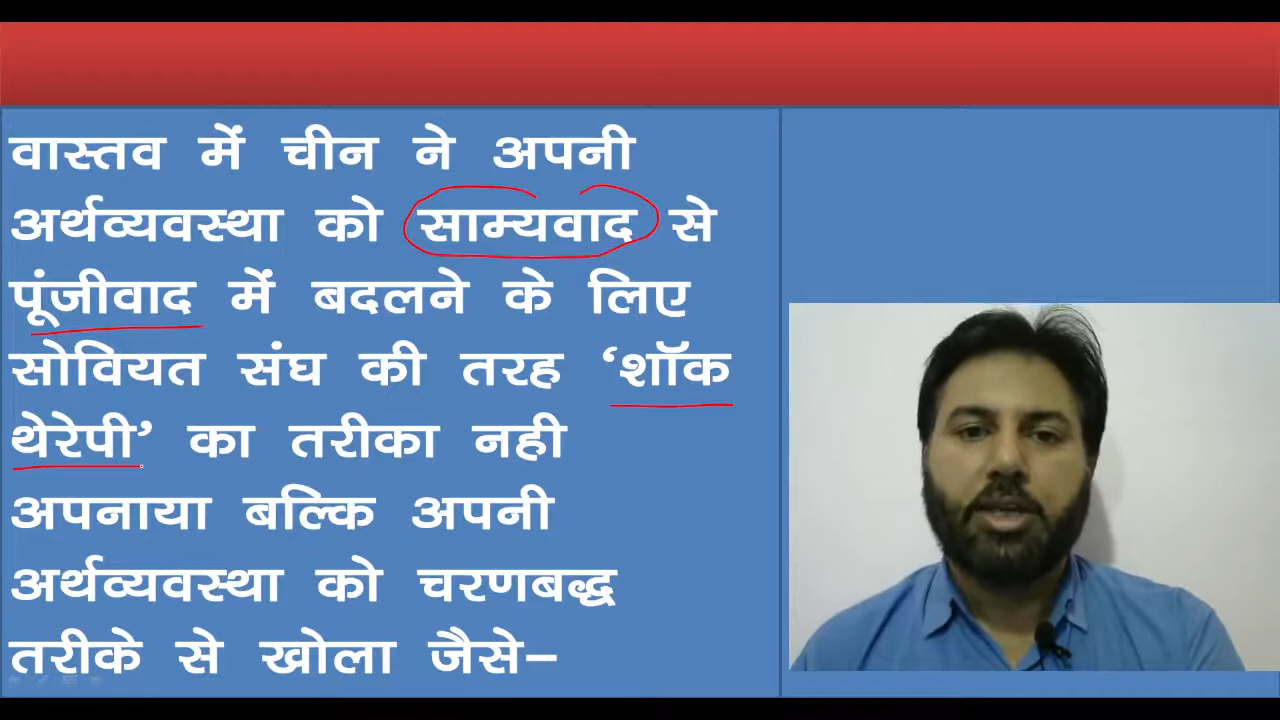 वास्तव में चीन ने अपनी
अर्थव्यवस्था को साम्यवाद से
पूंजीवाद में बदलने के लिए
सोवियत संघ की तरह ‘शॉक
थेरेपी’ का तरीका नही
अपनाया बल्कि अपनी
अर्थव्यवस्था को चरणबद्ध
तरीके से खोला जैसे–